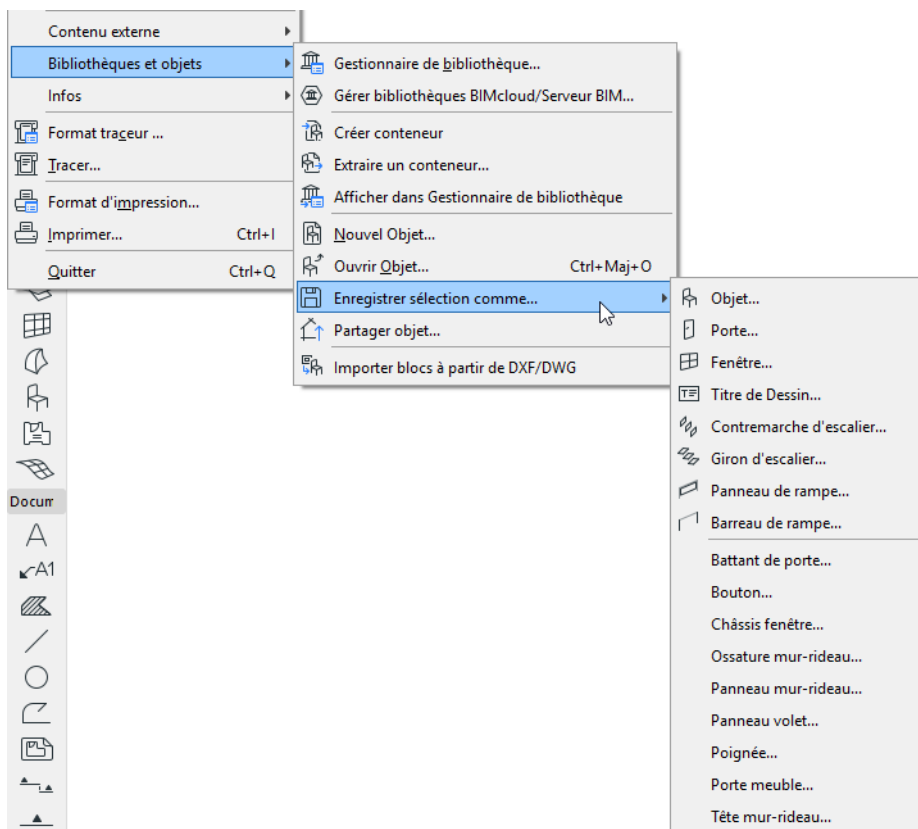 Contenu externe
Bibliothèques et objets
Infos
Format traceur ...
Tracer...
Format d'impression...
Imprimer... Ctrl+I
Quitter Ctrl+Q
Gestionnaire de bibliothèque...
Gérer bibliothèques BIMcloud/Serveur BIM...
Créer conteneur
Extraire un conteneur...
Afficher dans Gestionnaire de bibliothèque
Nouvel Objet...
Ouvrir Objet... Ctrl+Maj+O
Enregistrer sélection comme...
Partager objet...
Importer blocs à partir de DXF/DWG
Objet...
Porte...
Fenêtre...
Titre de Dessin...
Contremarche d'escalier...
Giron d'escalier...
Panneau de rampe...
Barreau de rampe...
Battant de porte...
Bouton...
Châssis fenêtre...
Ossature mur-rideau...
Panneau mur-rideau...
Panneau volet...
Poignée...
Porte meuble...
Tête mur-rideau...
Docum
A
A1